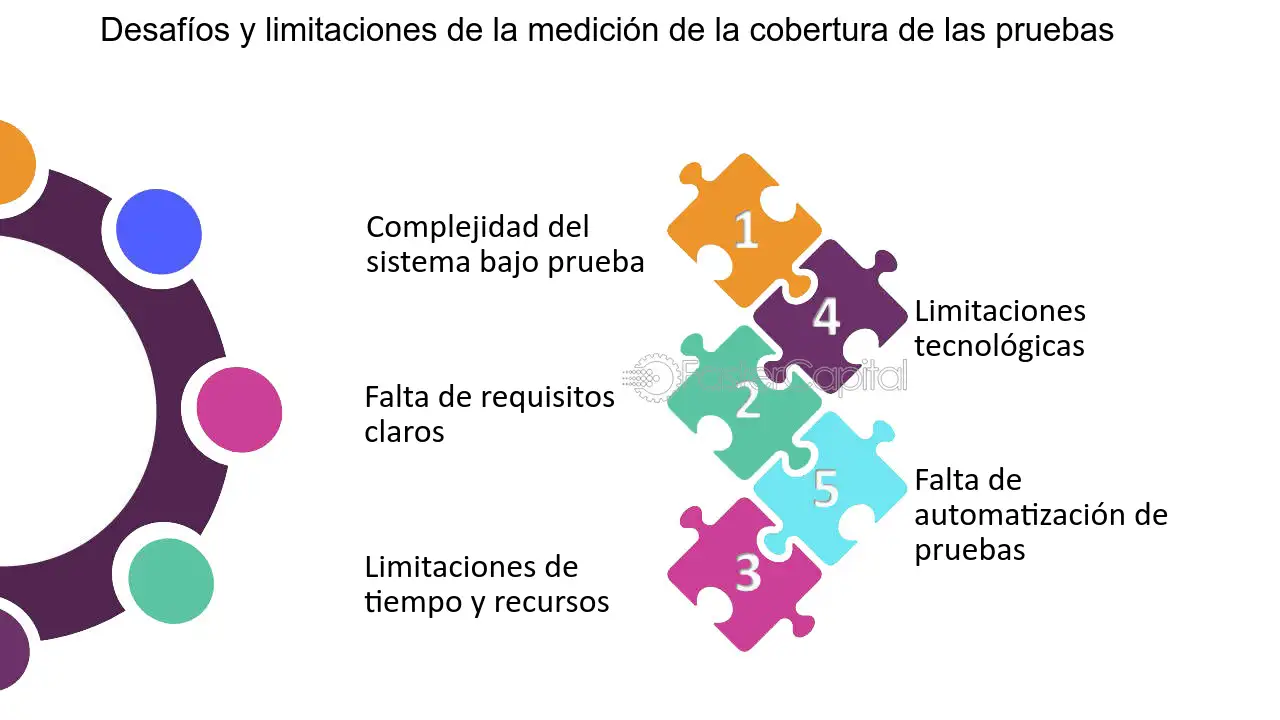 Desafíos y limitaciones de la medición de la cobertura de las pruebas
Complejidad del
sistema bajo prueba
1
4
Limitaciones
tecnológicas
FasterCapital
Falta de requisitos
claros
2
5
Falta de
automatización de
pruebas
Limitaciones de
tiempo y recursos
3